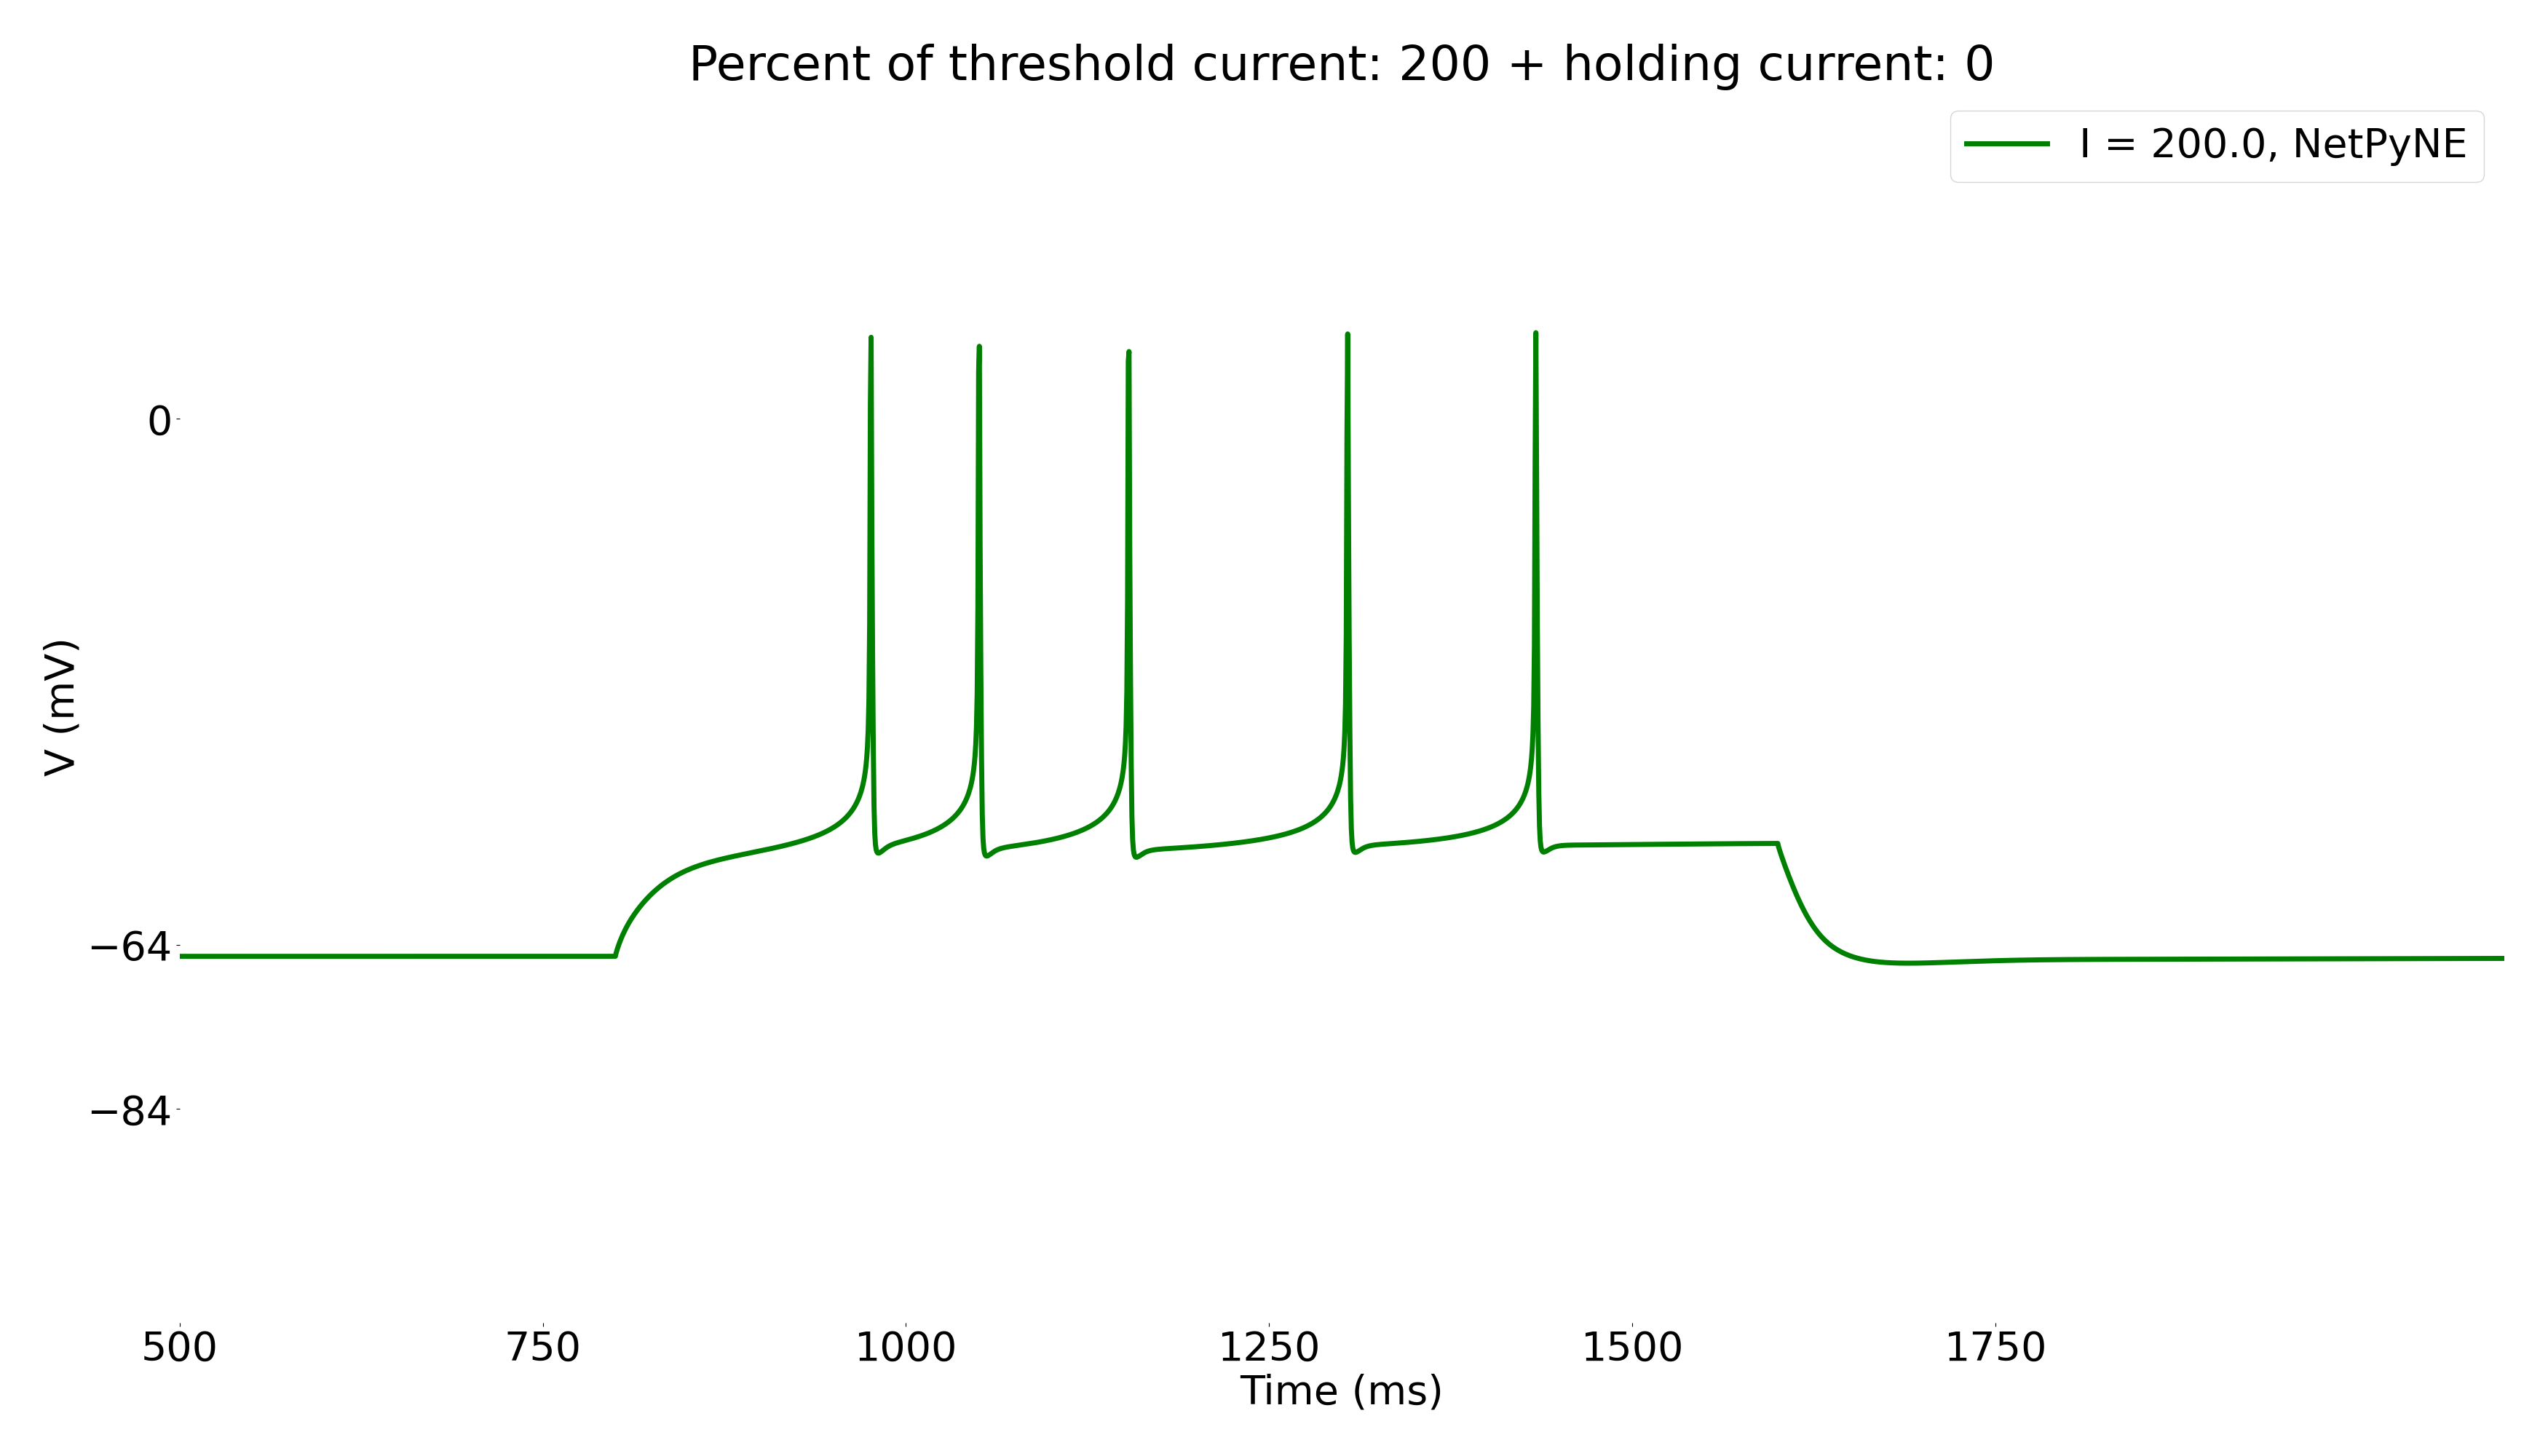 Percent of threshold current: 200 + holding current: 0
I = 200.0, NetPyNE
0
−64
−84
V (mV)
500 750 1000 1250 1500 1750
Time (ms)